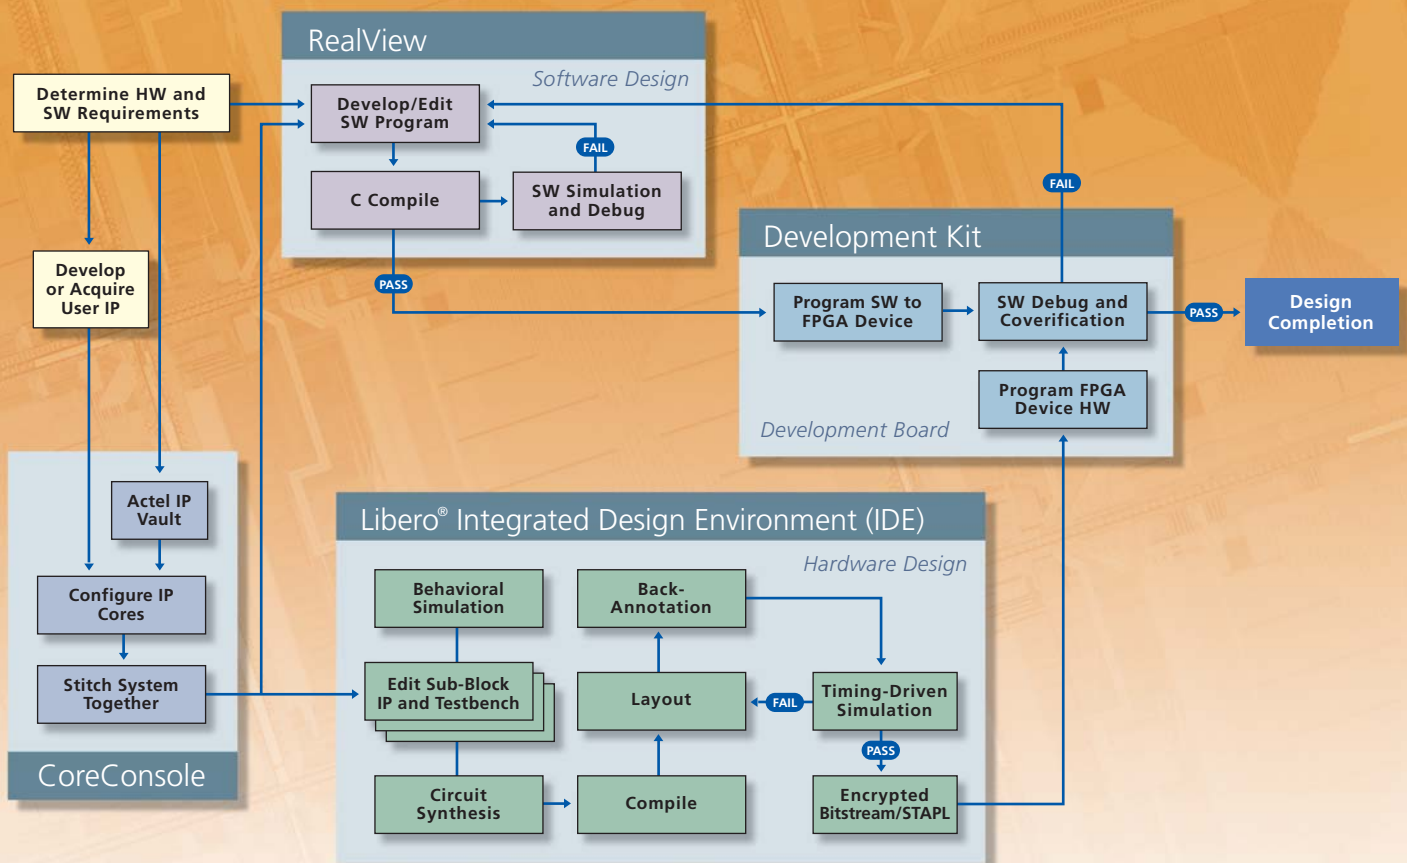 RealView
Software Design
Determine HW and
SW Requirements
Develop/Edit
SW Program
FAIL
C Compile
SW Simulation
and Debug
PASS
FAIL
Develop
or Acquire
User IP
Development Kit
Program SW to
FPGA Device
SW Debug and
Coverification
PASS
Design
Completion
Program FPGA
Device HW
Development Board
Actel IP
Vault
Configure IP
Cores
Stitch System
Together
CoreConsole
Libero® Integrated Design Environment (IDE)
Hardware Design
Behavioral
Simulation
Back-
Annotation
Edit Sub-Block
IP and Testbench
Layout
FAIL
Timing-Driven
Simulation
PASS
Circuit
Synthesis
Compile
Encrypted
Bitstream/STAPL